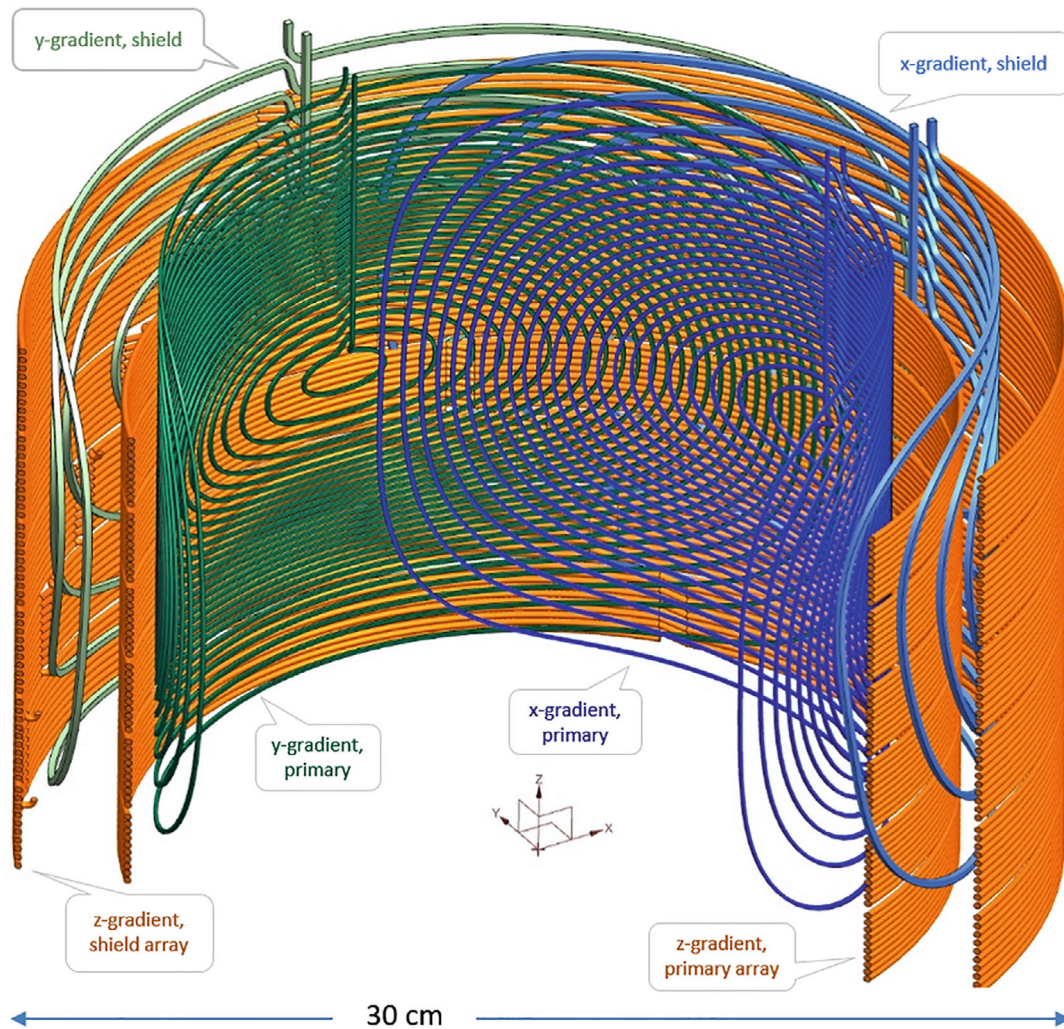 y-gradient, shield
x-gradient, shield
x-gradient,
primary
y-gradient,
primary
Z
Y
X
z-gradient,
shield array
z-gradient,
primary array
30 cm